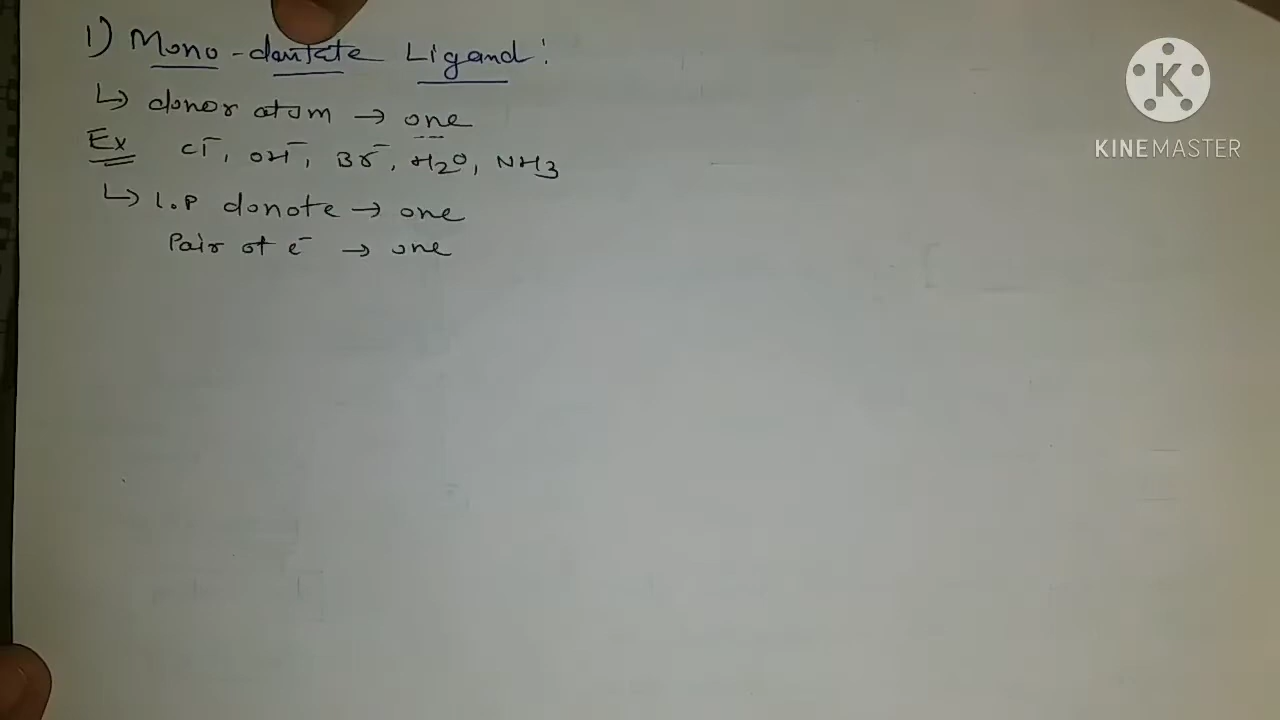 1) Mono-dentate Ligand:
↳ donor atom → one
Ex Cl⁻, OH⁻, Br⁻, H₂O, NH₃
↳ l.p donote → one
Pair of e⁻ → one
K
KINEMASTER